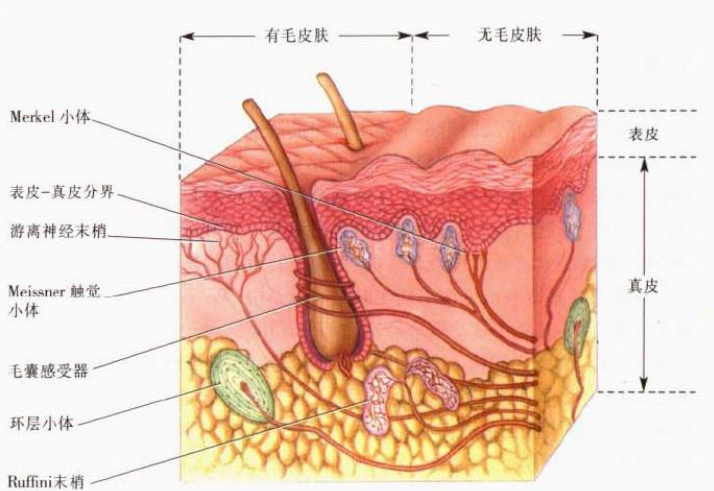 有毛皮肤
无毛皮肤
Merkel 小体
表皮
表皮-真皮分界
游离神经末梢
Meissner 触觉
小体
真皮
毛囊感受器
环层小体
Ruffini末梢